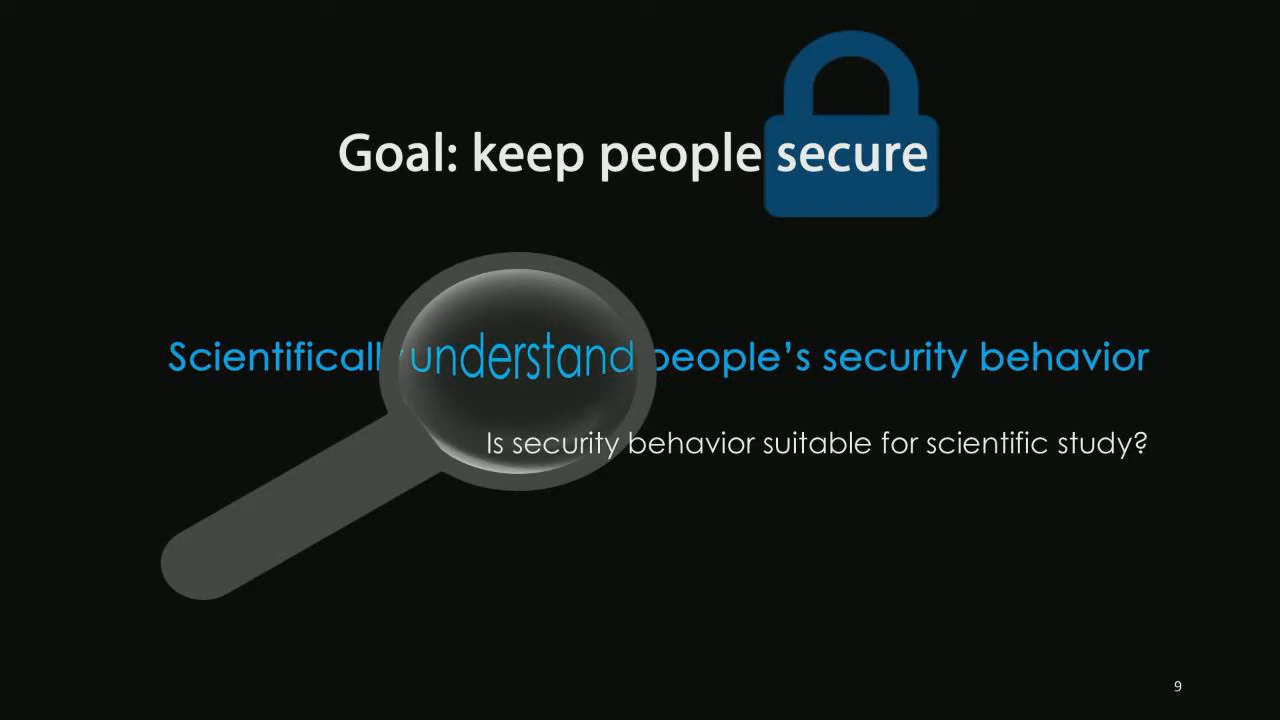 Goal: keep people secure
Scientifically understand people's security behavior
Is security behavior suitable for scientific study?
9